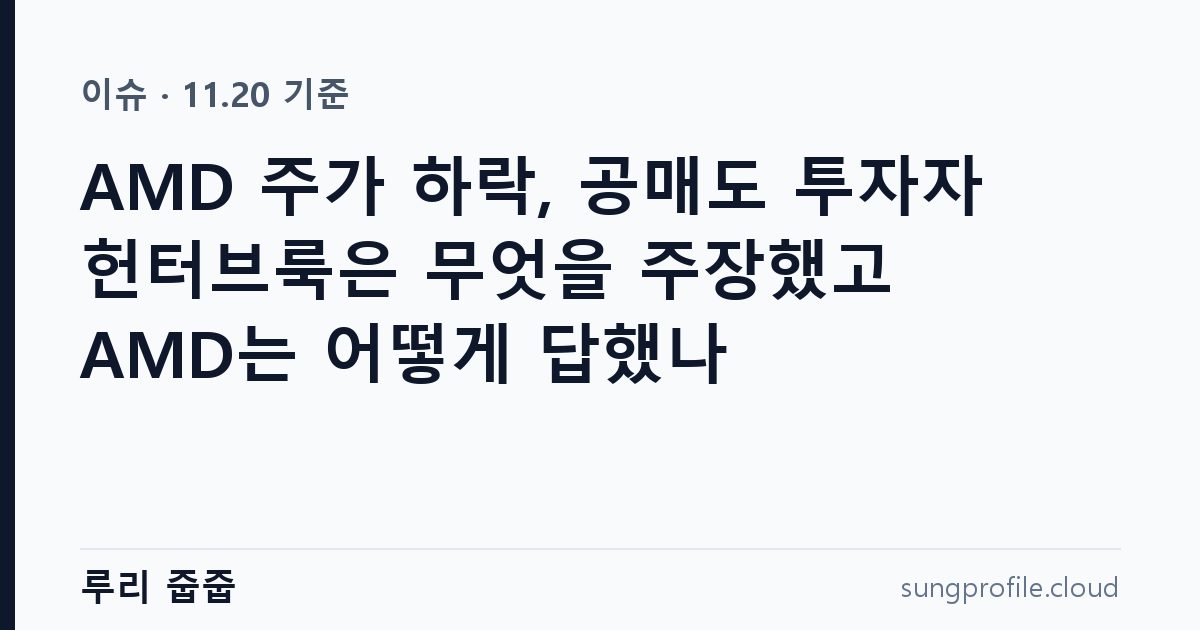 이슈 · 11.20 기준
AMD 주가 하락, 공매도 투자자
헌터브룩은 무엇을 주장했고
AMD는 어떻게 답했나
루리 줍줍
sungprofile.cloud